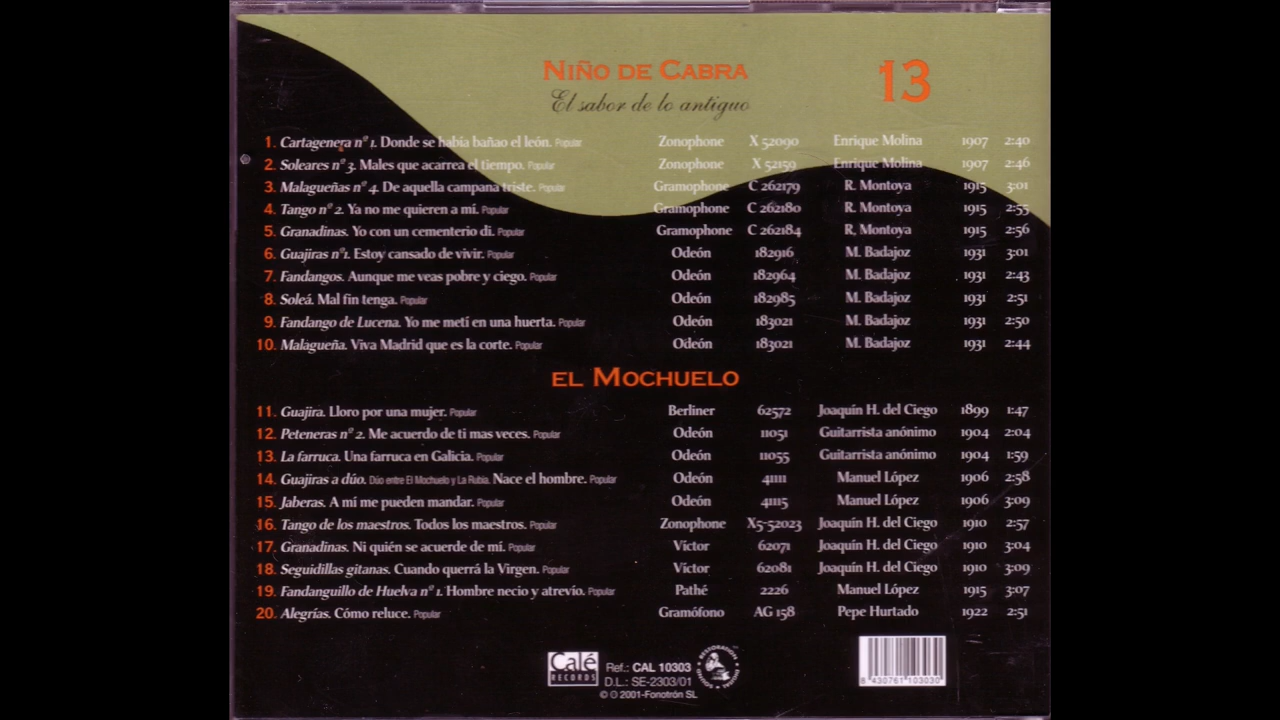 NIÑO DE CABRA 13
El sabor de lo antiguo
1. Cartagenera nº 1. Donde se había bañao el león. Popular Zonophone X 52090 Enrique Molina 1907 2:40
2. Soleares nº 3. Males que acarrea el tiempo. Popular Zonophone X 52159 Enrique Molina 1907 2:46
3. Malagueñas nº 4. De aquella campana triste. Popular Gramophone C 262179 R. Montoya 1915 3:01
4. Tango nº 2. Ya no me quieren a mí. Popular Gramophone C 262180 R. Montoya 1915 2:55
5. Granadinas. Yo con un cementerio di. Popular Gramophone C 262184 R, Montoya 1915 2:56
6. Guajiras nº1. Estoy cansado de vivir. Popular Odeón 182916 M. Badajoz 1931 3:01
7. Fandangos. Aunque me veas pobre y ciego. Popular Odeón 182964 M. Badajoz 1931 2:43
8. Soleá. Mal fin tenga. Popular Odeón 182985 M. Badajoz 1931 2:51
9. Fandango de Lucena. Yo me metí en una huerta. Popular Odeón 183021 M. Badajoz 1931 2:50
10. Malagueña. Viva Madrid que es la corte. Popular Odeón 183021 M. Badajoz 1931 2:44
EL MOCHUELO
11. Guajira. Lloro por una mujer. Popular Berliner 62572 Joaquín H. del Ciego 1899 1:47
12. Peteneras nº 2. Me acuerdo de ti mas veces. Popular Odeón 11051 Guitarrista anónimo 1904 2:04
13. La farruca. Una farruca en Galicia. Popular Odeón 11055 Guitarrista anónimo 1904 1:59
14. Guajiras a dúo. Dúo entre El Mochuelo y La Rubia. Nace el hombre. Popular Odeón 41111 Manuel López 1906 2:58
15. Jaberas. A mí me pueden mandar. Popular Odeón 41115 Manuel López 1906 3:09
16. Tango de los maestros. Todos los maestros. Popular Zonophone X5-52023 Joaquín H. del Ciego 1910 2:57
17. Granadinas. Ni quién se acuerde de mí. Popular Víctor 62071 Joaquín H. del Ciego 1910 3:04
18. Seguidillas gitanas. Cuando querrá la Virgen. Popular Víctor 62081 Joaquín H. del Ciego 1910 3:09
19. Fandanguillo de Huelva nº 1. Hombre necio y atrevío. Popular Pathé 2226 Manuel López 1915 3:07
20. Alegrías. Cómo reluce. Popular Gramófono AG 158 Pepe Hurtado 1922 2:51
Calé
RECORDS
Ref.: CAL 10303
D.L.: SE-2303/01
© ℗ 2001-Fonotrón SL
8 430761 103030